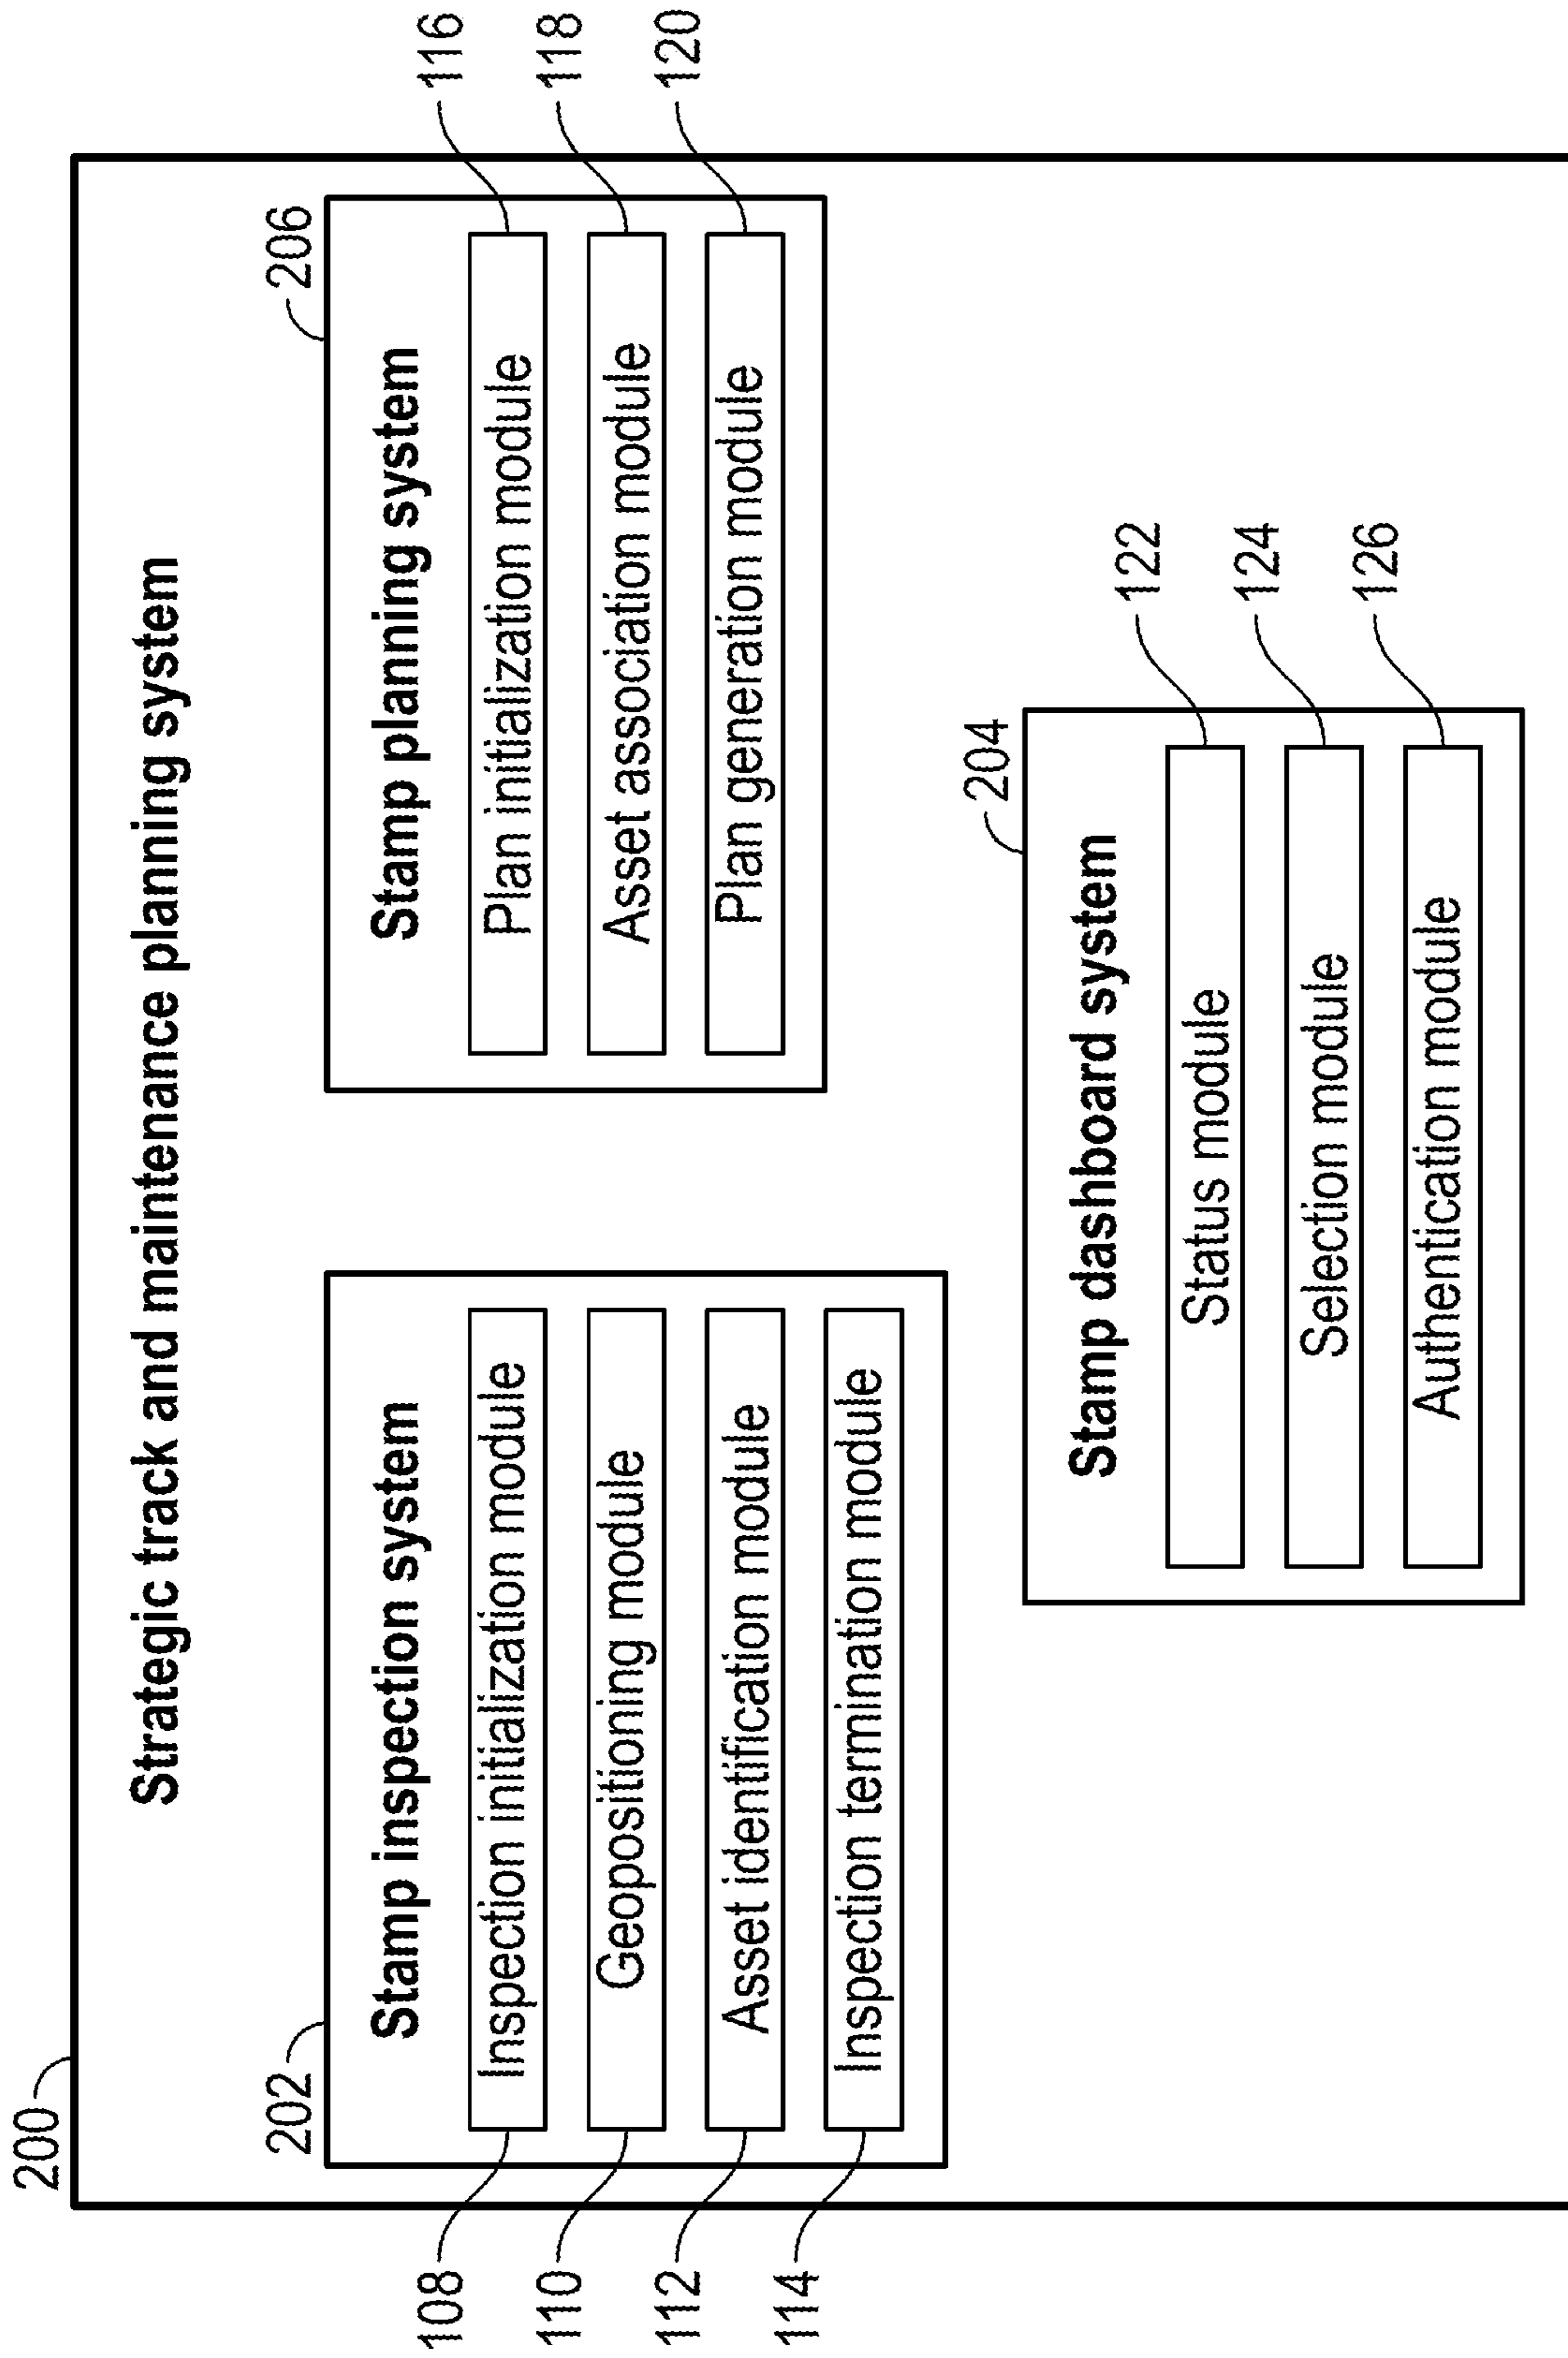 200
Strategic track and maintenance planning system
202
Stamp inspection system
108
Inspection initialization module
110
Geopositioning module
112
Asset identification module
114
Inspection termination module
206
Stamp planning system
Plan initialization module
116
Asset association module
118
Plan generation module
120
204
Stamp dashboard system
Status module
122
Selection module
124
Authentication module
126